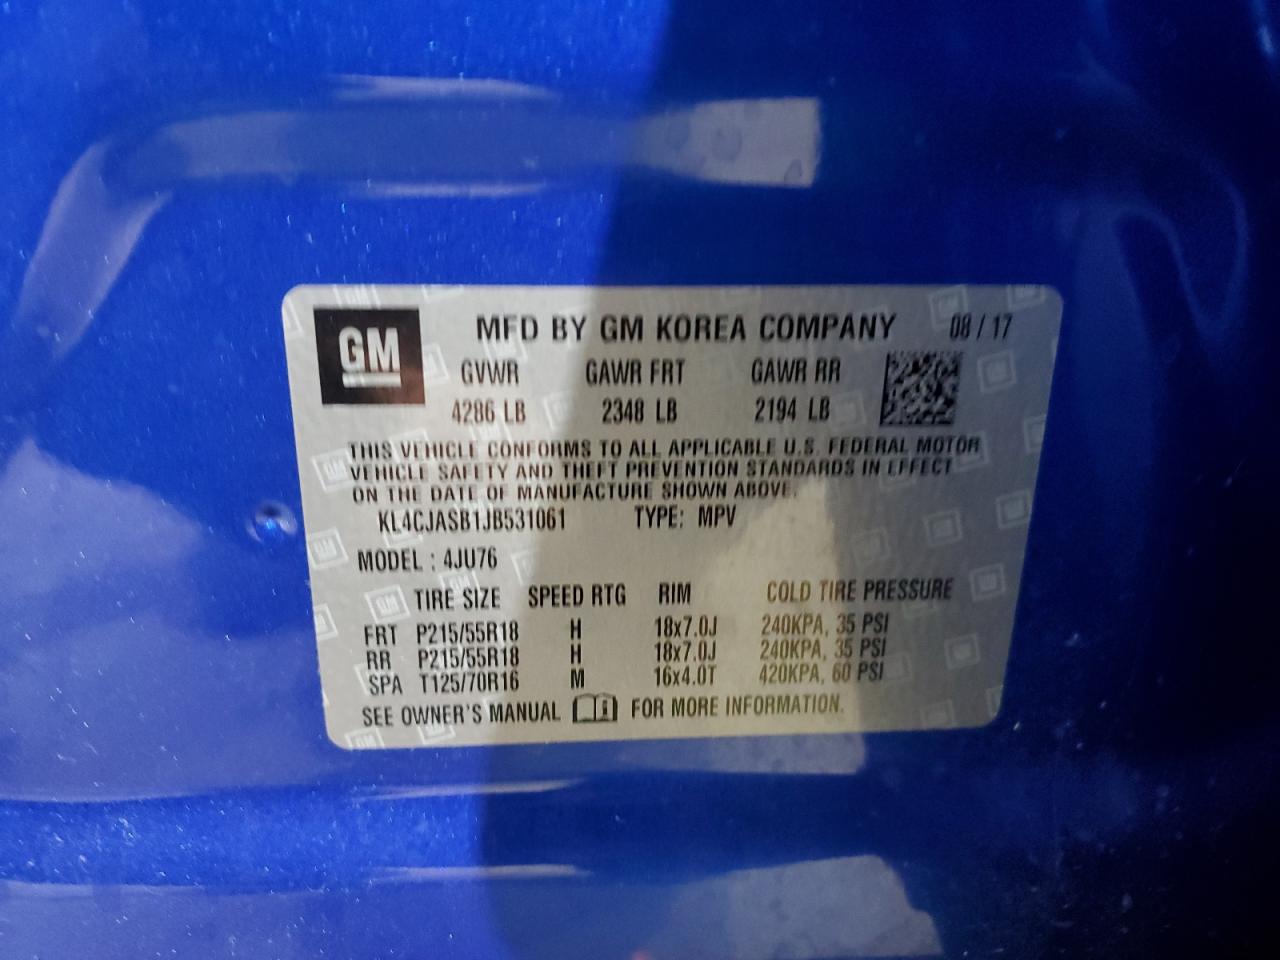 GM
MFD BY GM KOREA COMPANY 08/17
GVWR GAWR FRT GAWR RR
4286 LB 2348 LB 2194 LB
THIS VEHICLE CONFORMS TO ALL APPLICABLE U.S. FEDERAL MOTOR
VEHICLE SAFETY AND THEFT PREVENTION STANDARDS IN EFFECT
ON THE DATE OF MANUFACTURE SHOWN ABOVE.
KL4CJASB1JB531061 TYPE: MPV
MODEL : 4JU76
TIRE SIZE SPEED RTG RIM COLD TIRE PRESSURE
FRT P215/55R18 H 18x7.0J 240KPA, 35 PSI
RR P215/55R18 H 18x7.0J 240KPA, 35 PSI
SPA T125/70R16 M 16x4.0T 420KPA, 60 PSI
SEE OWNER'S MANUAL FOR MORE INFORMATION.